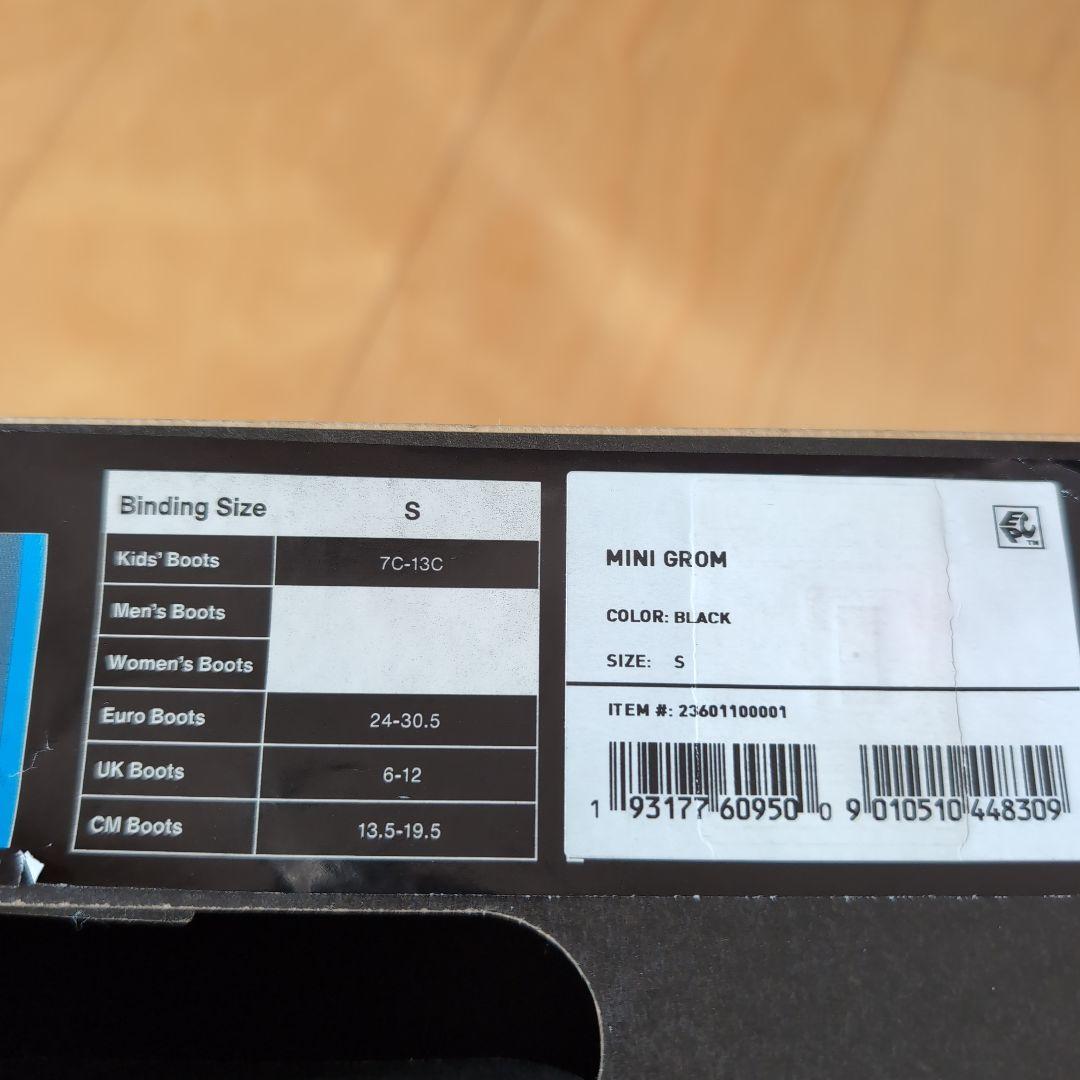 Binding Size S
Kids' Boots 7C-13C
Men's Boots
Women's Boots
Euro Boots 24-30.5
UK Boots 6-12
CM Boots 13.5-19.5
EPC
TM
MINI GROM
COLOR: BLACK
SIZE: S
ITEM #: 23601100001
1 93177 60950 0
9 010510 448309